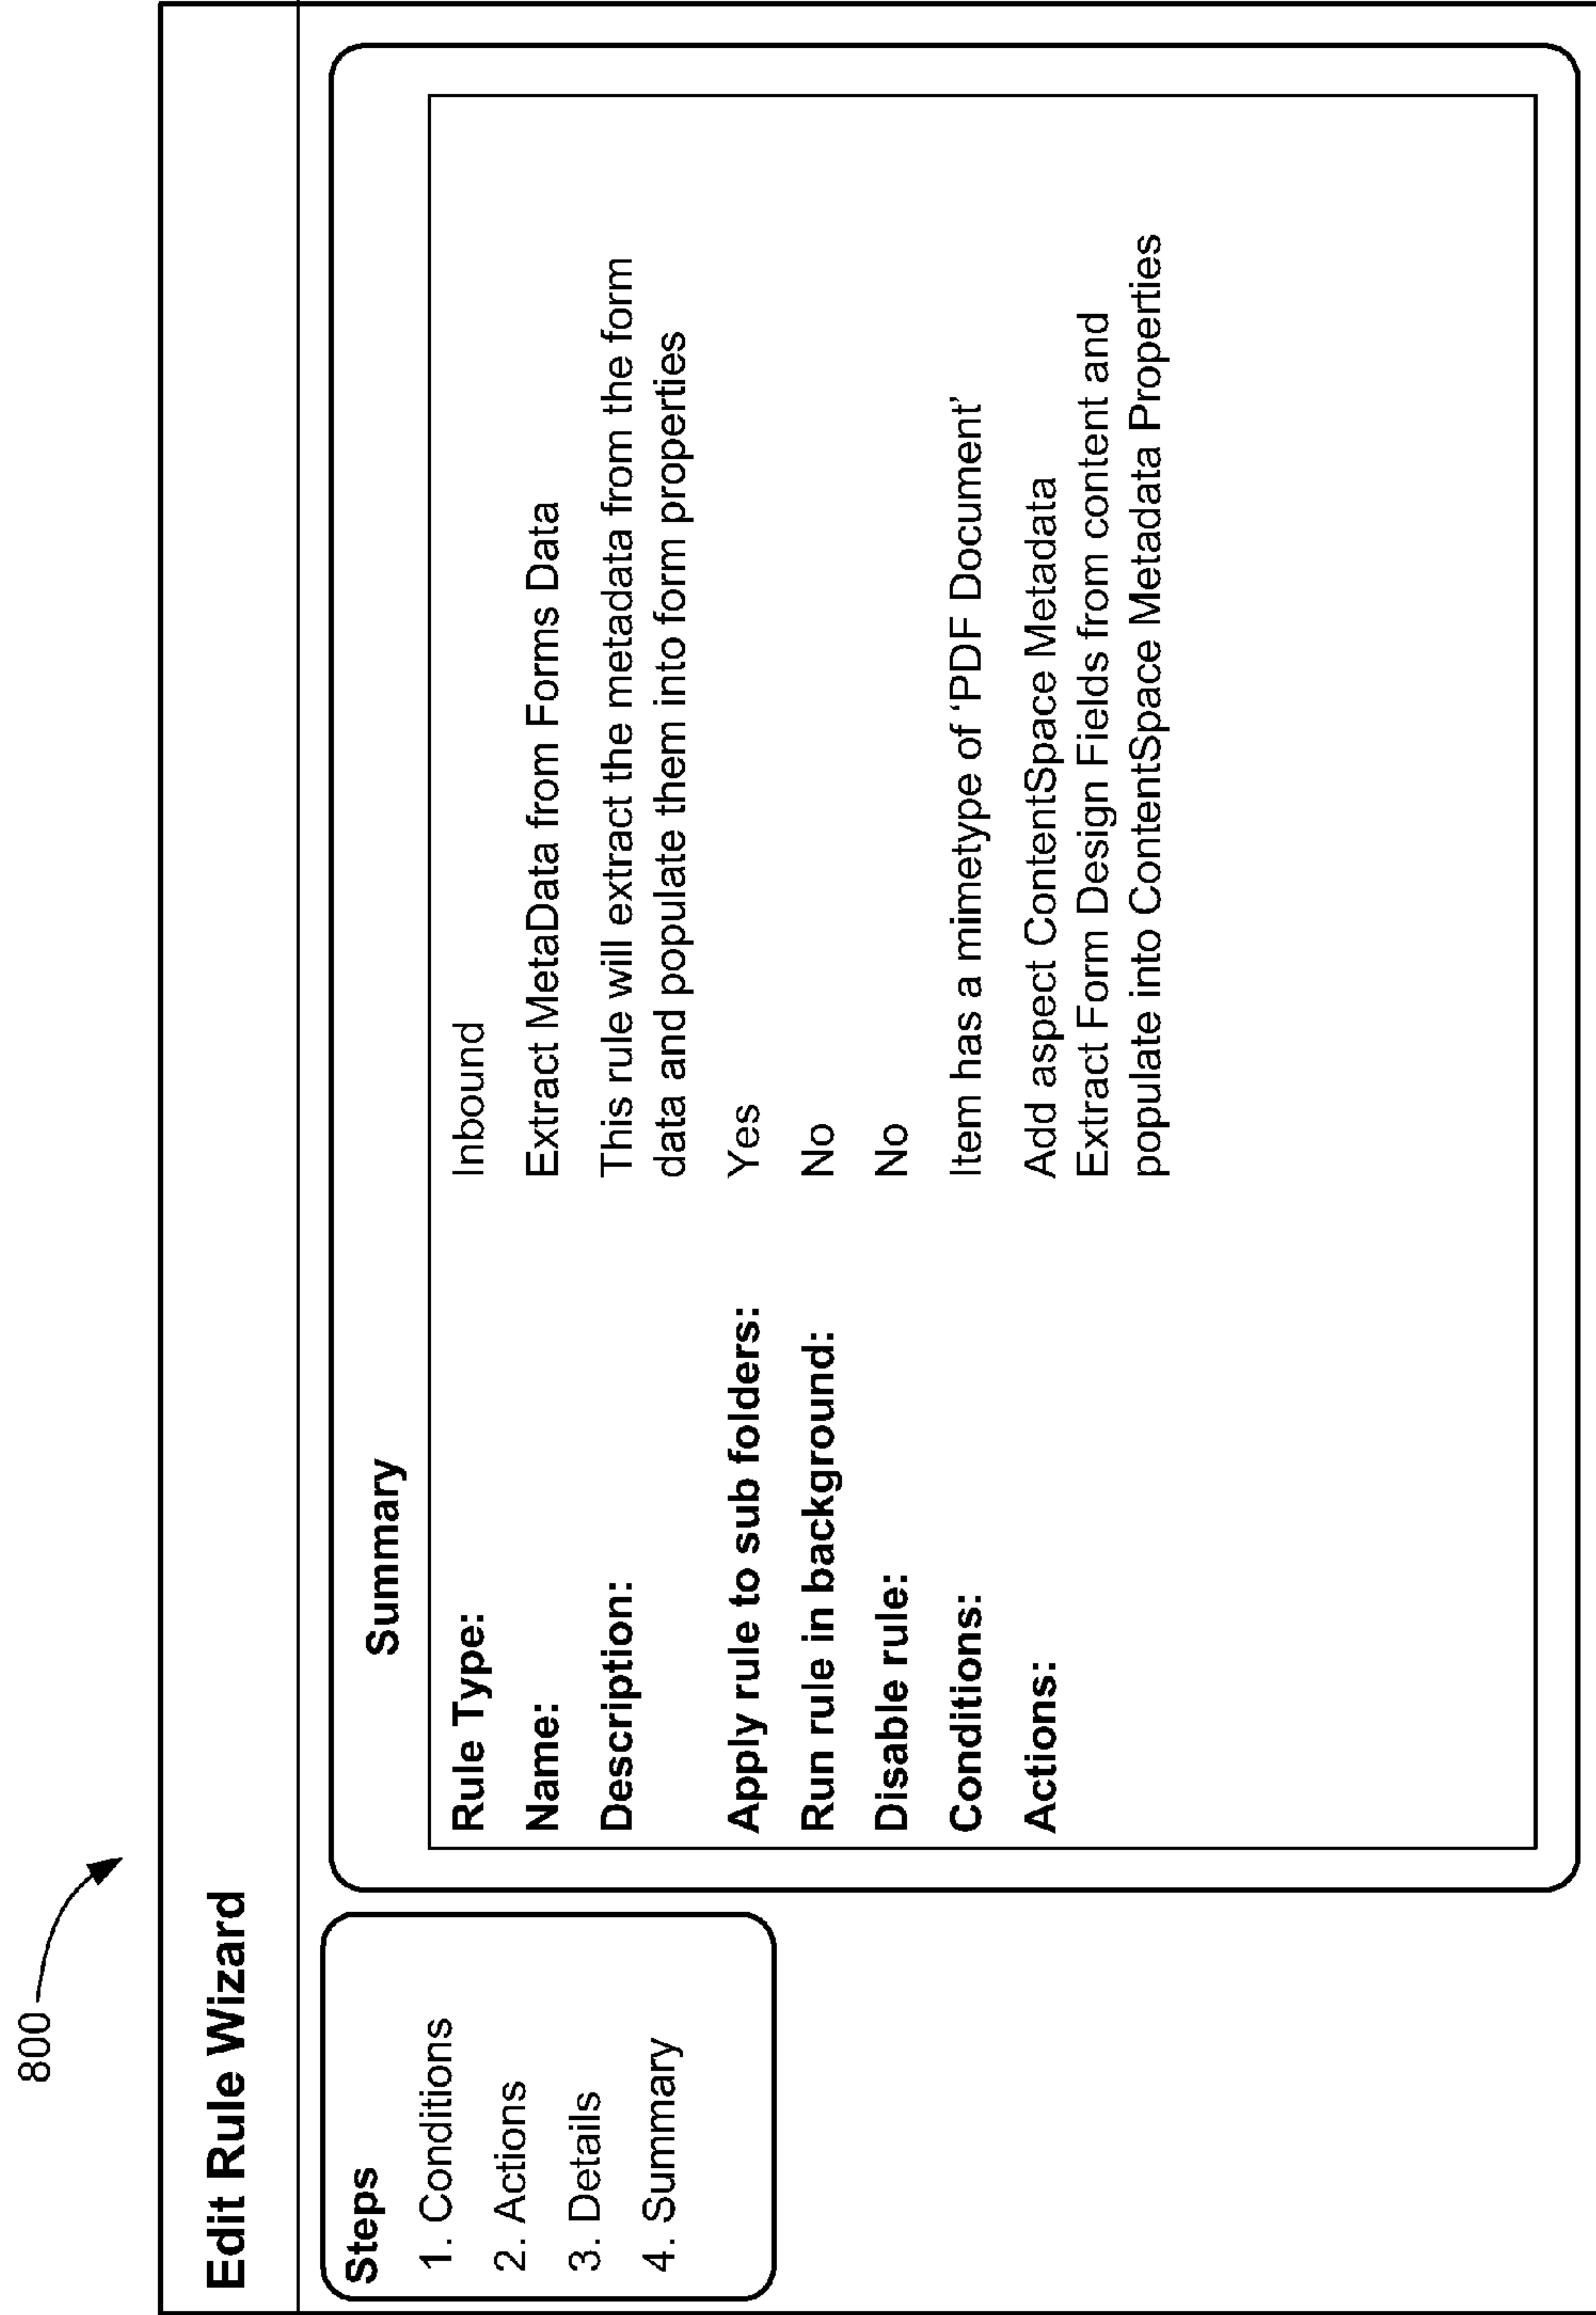 800
Edit Rule Wizard
Steps
1. Conditions
2. Actions
3. Details
4. Summary
Summary
Rule Type: Inbound
Name: Extract MetaData from Forms Data
Description: This rule will extract the metadata from the form
data and populate them into form properties
Apply rule to sub folders: Yes
Run rule in background: No
Disable rule: No
Conditions: Item has a mimetype of ‘PDF Document’
Actions: Add aspect ContentSpace Metadata
Extract Form Design Fields from content and
populate into ContentSpace Metadata Properties